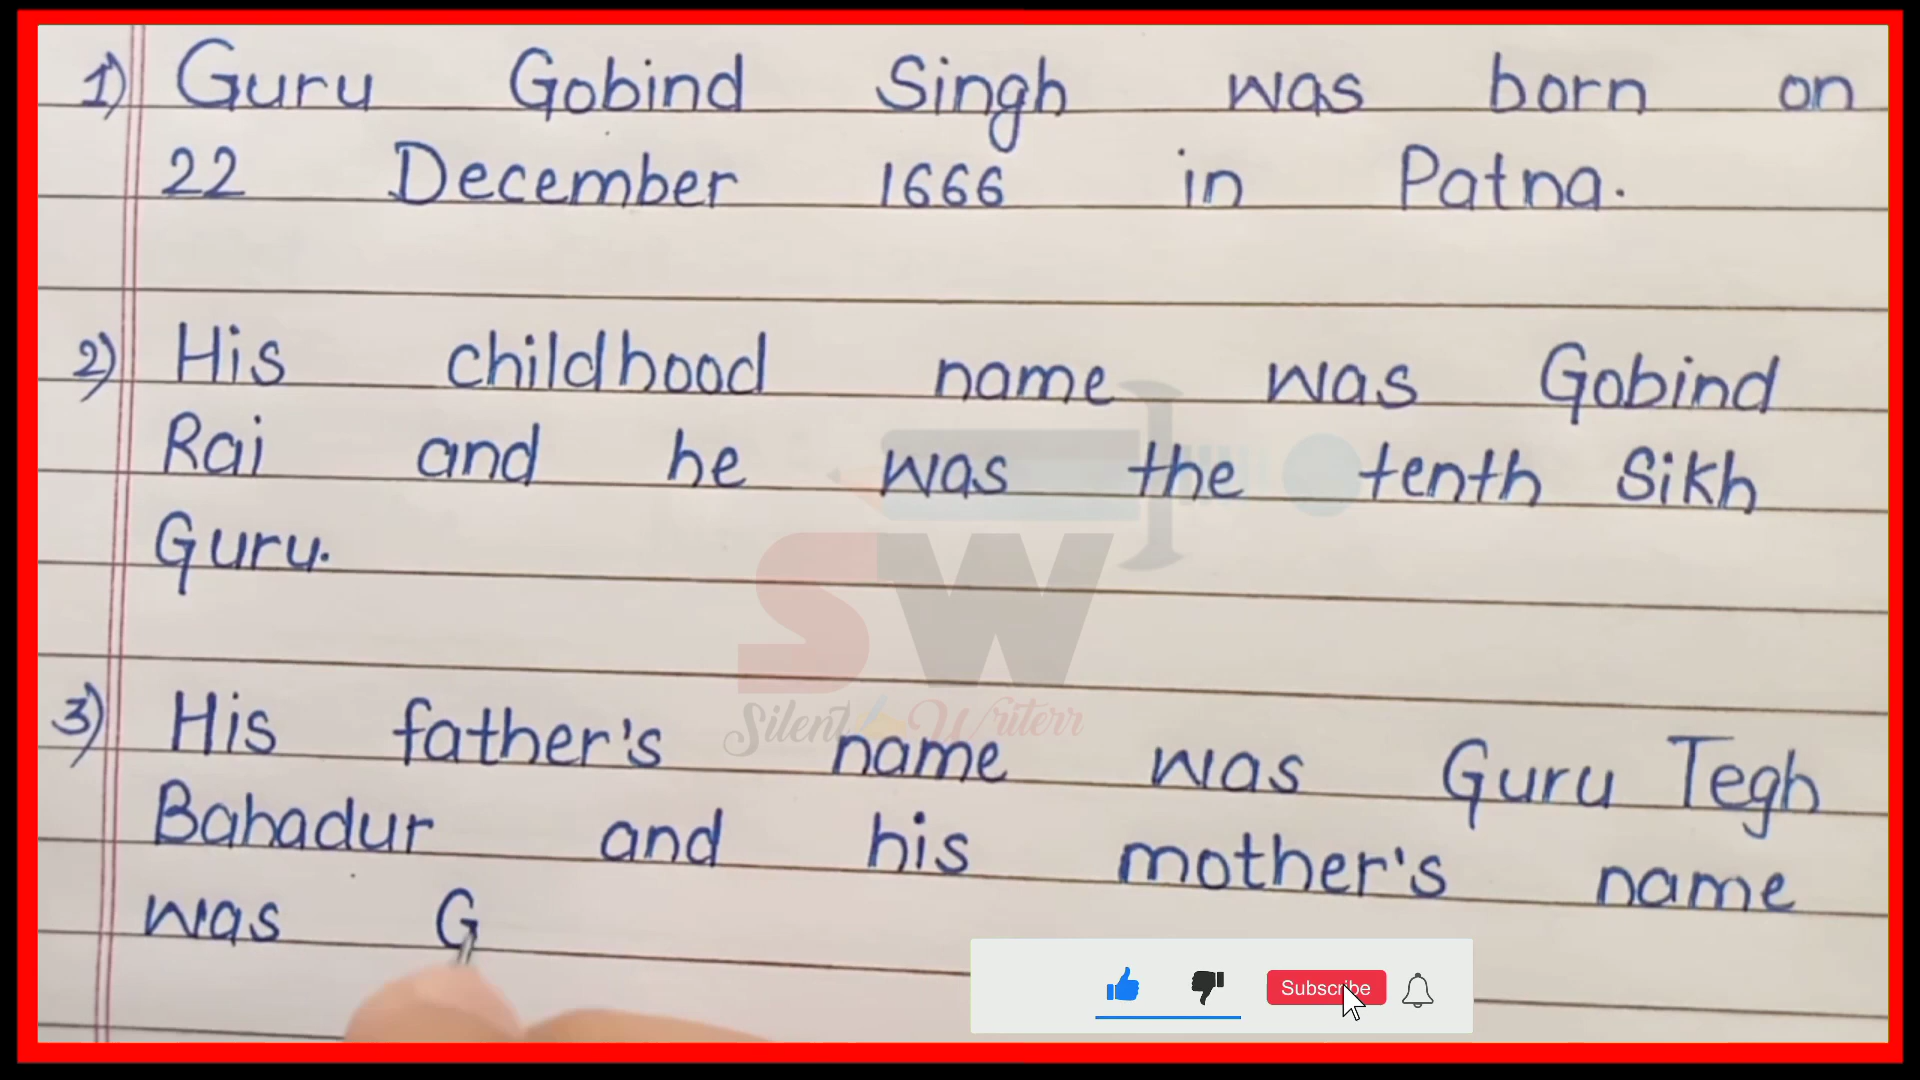 1) Guru Gobind Singh was born on
22 December 1666 in Patna.
2) His childhood name was Gobind
Rai and he was the tenth Sikh
Guru.
SW
Silent Writerr
3) His father's name was Guru Tegh
Bahadur and his mother's name
was G
Subscribe